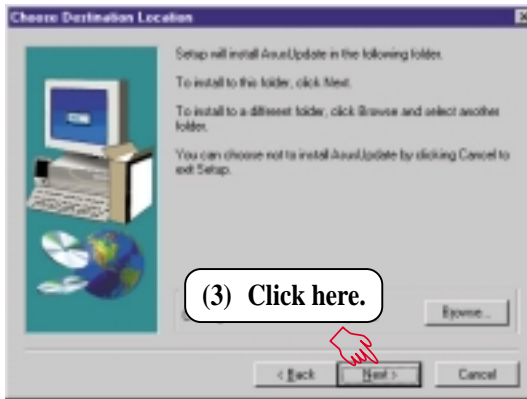 Choose Destination Location
Setup will install AsusUpdate in the following folder.
To install to this folder, click Next.
To install to a different folder, click Browse and select another
folder.
You can choose not to install AsusUpdate by clicking Cancel to
exit Setup.
(3) Click here.
Browse...
< Back
Next >
Cancel